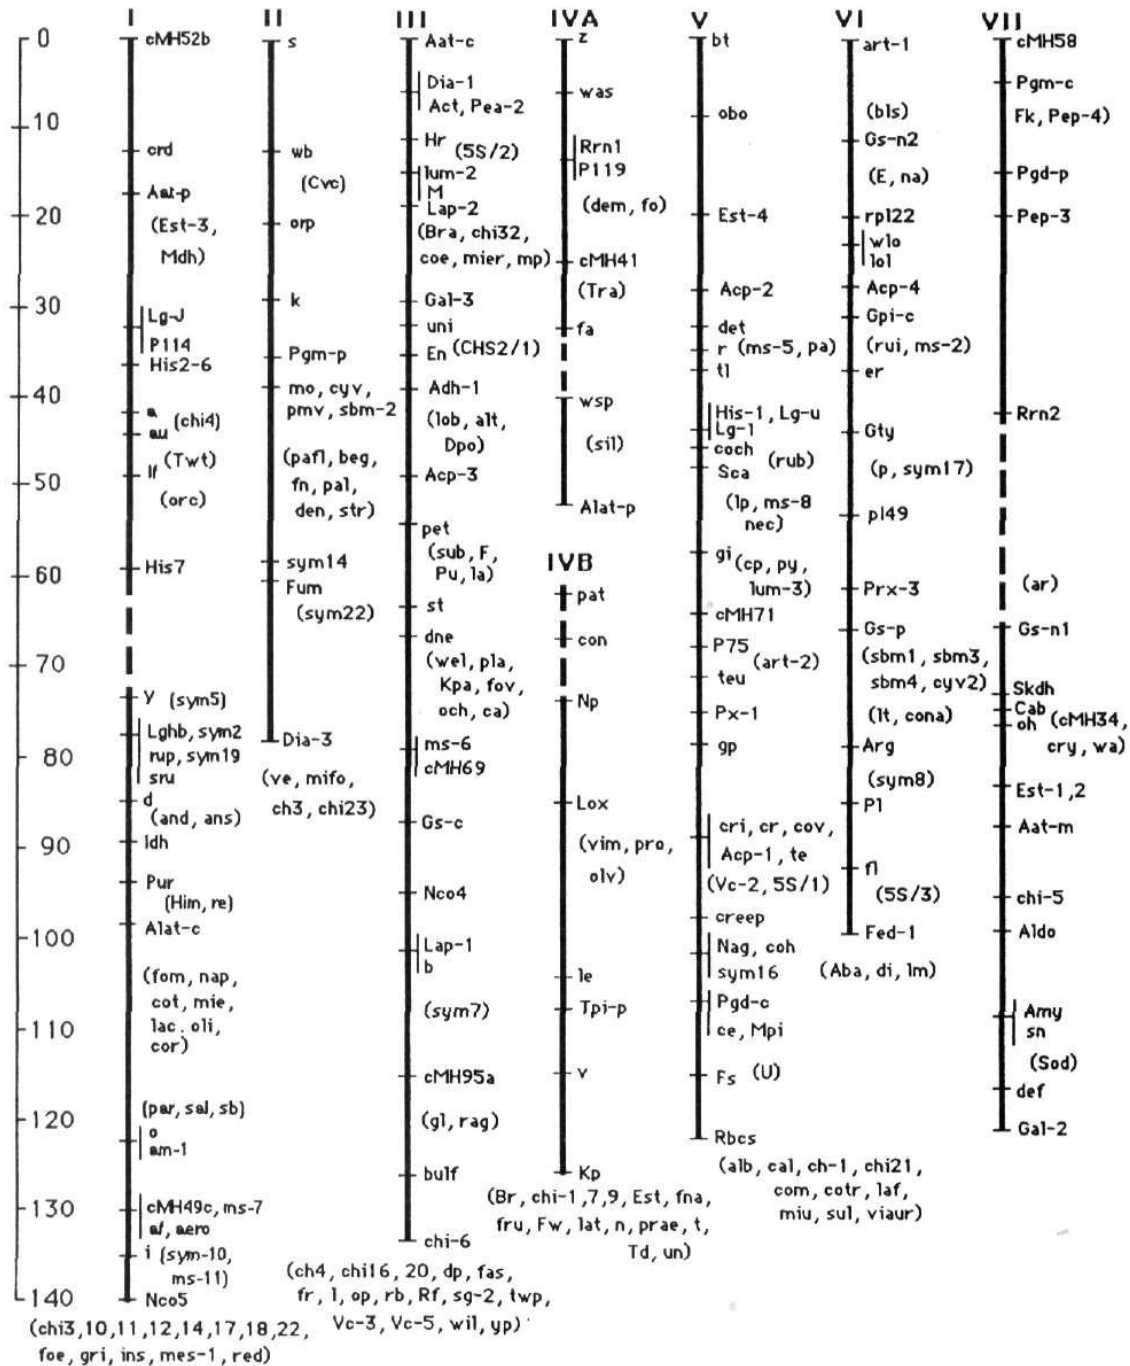 I
II
III
IVA
V
VI
VII
0
10
20
30
40
50
60
70
80
90
100
110
120
130
140
cMH52b
crd
Aat-p
(Est-3,
Mdh)
Lg-J
P114
His2-6
a
(chi4)
au
(Twt)
lf
(orc)
His7
y (sym5)
Lghb, sym2
rup, sym19
sru
d
(and, ans)
Idh
Pur
(Him, re)
Alat-c
(fom, nap,
cot, mie,
lac, oli,
cor)
(par, sal, sb)
o
am-1
cMH49c, ms-7
af, aero
i (sym-10,
ms-11)
Nco5
(chi3,10,11,12,14,17,18,22,
foe, gri, ins, mes-1, red)
s
wb
(Cvc)
orp
k
Pgm-p
mo, cyv,
pmv, sbm-2
(pafl, beg,
fn, pal,
den, str)
sym14
Fum
(sym22)
Dia-3
(ve, mifo,
ch3, chi23)
Aat-c
Dia-1
Act, Pea-2
Hr
(5S/2)
lum-2
M
Lap-2
(Bra, chi32,
coe, mier, mp)
Gal-3
uni
En (CHS2/1)
Adh-1
(lob, alt,
Dpo)
Acp-3
pet
(sub, F,
Pu, la)
st
dne
(wel, pla,
Kpa, fov,
och, ca)
ms-6
cMH69
Gs-c
Nco4
Lap-1
b
(sym7)
cMH95a
(gl, rag)
bulf
chi-6
(ch4, chi16, 20, dp, fas,
fr, l, op, rb, Rf, sg-2, twp,
Vc-3, Vc-5, wil, yp)
z
was
Rrn1
P119
(dem, fo)
cMH41
(Tra)
fa
wsp
(sil)
Alat-p
IVB
pat
con
Np
Lox
(vim, pro,
olv)
le
Tpi-p
v
Kp
(Br, chi-1,7,9, Est, fna,
fru, Fw, lat, n, prae, t,
Td, un)
bt
obo
Est-4
Acp-2
det
r (ms-5, pa)
tl
His-1, Lg-u
Lg-1
coch
(rub)
Sca
(lp, ms-8
nec)
gi
(cp, py,
lum-3)
cMH71
P75
(art-2)
teu
Px-1
gp
cri, cr, cov,
Acp-1, te
(Vc-2, 5S/1)
creep
Nag, coh
sym16
Pgd-c
ce, Mpi
Fs (U)
Rbcs
(alb, cal, ch-1, chi21,
com, cotr, laf,
miu, sul, viaur)
art-1
(bls)
Gs-n2
(E, na)
rpl22
wlo
lol
Acp-4
Gpi-c
(rui, ms-2)
er
Gty
(p, sym17)
pl49
Prx-3
Gs-p
(sbm1, sbm3,
sbm4, cyv2)
(lt, cona)
Arg
(sym8)
Pl
fl
(5S/3)
Fed-1
(Aba, di, lm)
cMH58
Pgm-c
Fk, Pep-4)
Pgd-p
Pep-3
Rrn2
(ar)
Gs-n1
Skdh
Cab
oh (cMH34,
cry, wa)
Est-1,2
Aat-m
chi-5
Aldo
Amy
sn
(Sod)
def
Gal-2